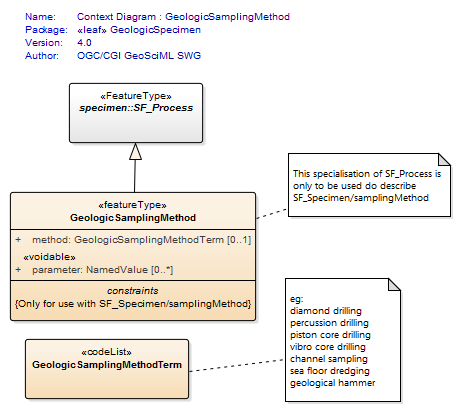 Name: Context Diagram : GeologicSamplingMethod
Package: «leaf» GeologicSpecimen
Version: 4.0
Author: OGC/CGI GeoSciML SWG
«FeatureType»
specimen::SF_Process
This specialisation of SF_Process is
only to be used do describe
SF_Specimen/samplingMethod
«featureType»
GeologicSamplingMethod
+ method: GeologicSamplingMethodTerm [0..1]
«voidable»
+ parameter: NamedValue [0..*]
constraints
{Only for use with SF_Specimen/samplingMethod}
eg:
diamond drilling
percussion drilling
piston core drilling
vibro core drilling
channel sampling
sea floor dredging
geological hammer
«codeList»
GeologicSamplingMethodTerm